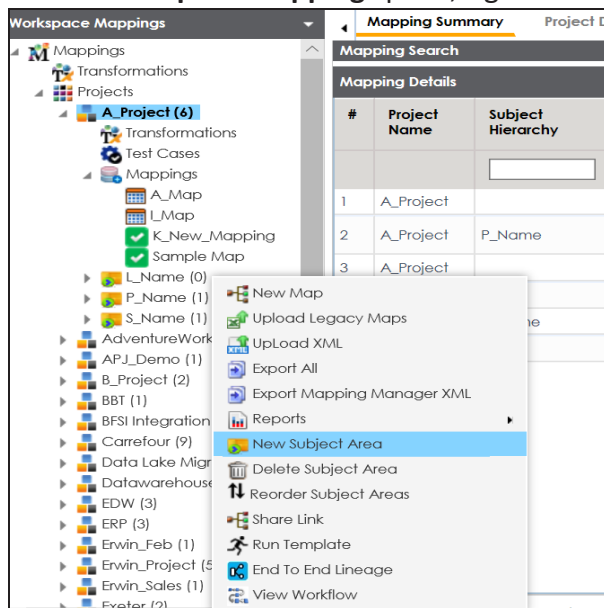 Workspace Mappings
Mappings
Transformations
Projects
A_Project (6)
Transformations
Test Cases
Mappings
A_Map
I_Map
K_New_Mapping
Sample Map
L_Name (0)
P_Name (1)
S_Name (1)
AdventureWork
APJ_Demo (1)
B_Project (2)
BBT (1)
BFSI Integration
Carrefour (9)
Data Lake Migr
Datawarehouse
EDW (3)
ERP (3)
Erwin_Feb (1)
Erwin_Project (5
Erwin_Sales (1)
Exeter (2)
Mapping Summary Project D
Mapping Search
Mapping Details
# Project Name Subject Hierarchy
1 A_Project
2 A_Project P_Name
3 A_Project
ne
New Map
Upload Legacy Maps
UpLoad XML
Export All
Export Mapping Manager XML
Reports
New Subject Area
Delete Subject Area
Reorder Subject Areas
Share Link
Run Template
End To End Lineage
View Workflow